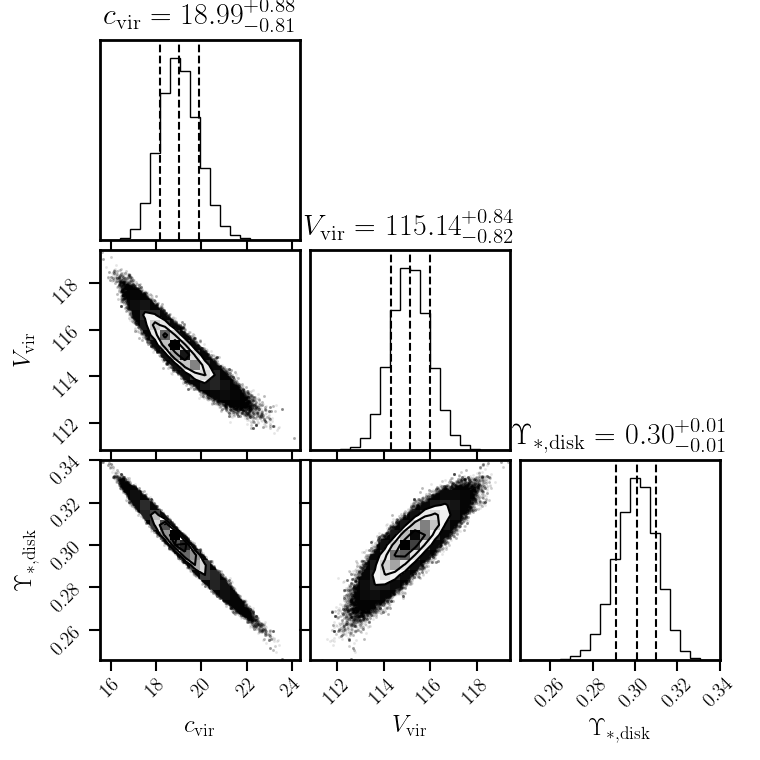 c_vir = 18.99 +0.88 −0.81
V_vir = 115.14 +0.84 −0.82
118
116
114
112
V_vir
ϒ_*,disk = 0.30 +0.01 −0.01
0.34
0.32
0.30
0.28
0.26
ϒ_*,disk
16 18 20 22 24 112 114 116 118 0.26 0.28 0.30 0.32 0.34
c_vir V_vir ϒ_*,disk